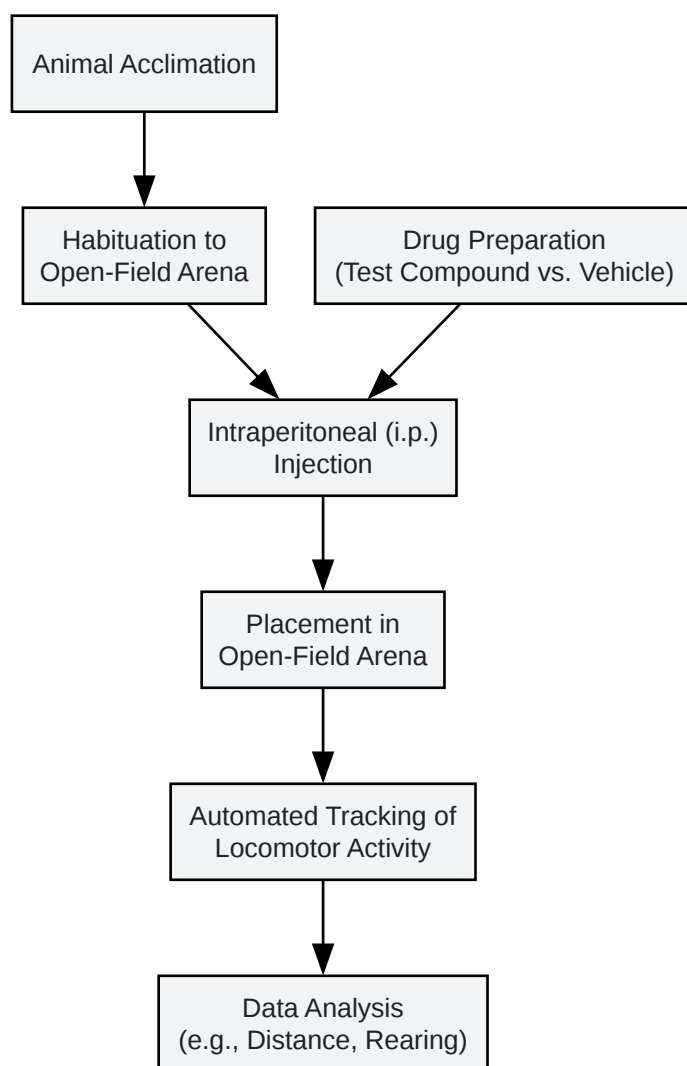 Animal Acclimation
Habituation to
Open-Field Arena
Drug Preparation
(Test Compound vs. Vehicle)
Intraperitoneal (i.p.)
Injection
Placement in
Open-Field Arena
Automated Tracking of
Locomotor Activity
Data Analysis
(e.g., Distance, Rearing)